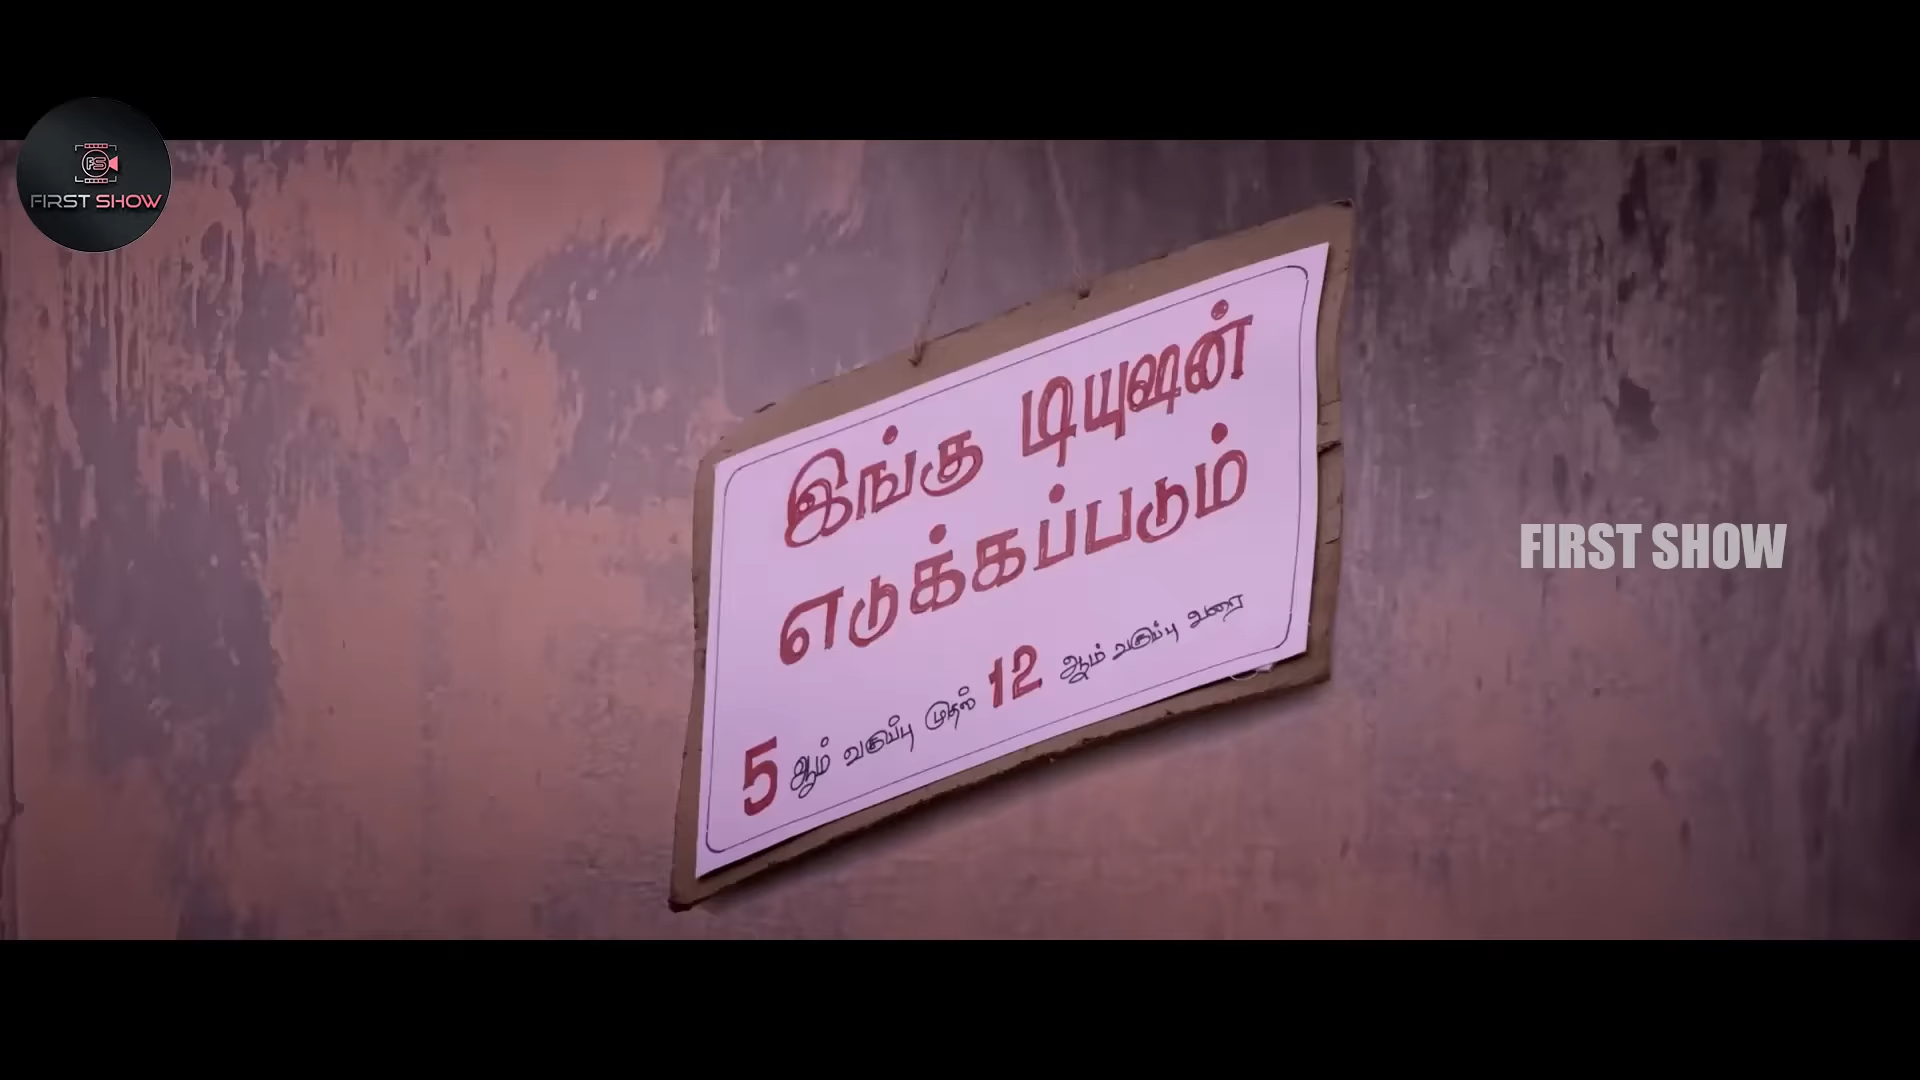 FIRST SHOW
இங்கு டியுஷன்
எடுக்கப்படும்
5 ஆம் வகுப்பு முதல் 12 ஆம் வகுப்பு வரை
FIRST SHOW